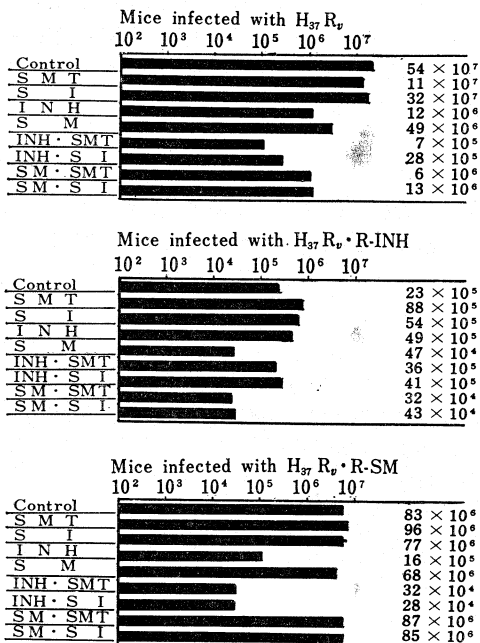 Mice infected with H₃₇ Rᵥ
10² 10³ 10⁴ 10⁵ 10⁶ 10⁷
Control 54 × 10⁷
S M T 11 × 10⁷
S I 32 × 10⁷
I N H 12 × 10⁶
S M 49 × 10⁶
INH · SMT 7 × 10⁵
INH · S I 28 × 10⁵
SM · SMT 6 × 10⁶
SM · S I 13 × 10⁶
Mice infected with H₃₇ Rᵥ · R-INH
10² 10³ 10⁴ 10⁵ 10⁶ 10⁷
Control 23 × 10⁵
S M T 88 × 10⁵
S I 54 × 10⁵
I N H 49 × 10⁵
S M 47 × 10⁴
INH · SMT 36 × 10⁵
INH · S I 41 × 10⁵
SM · SMT 32 × 10⁴
SM · S I 43 × 10⁴
Mice infected with H₃₇ Rᵥ · R-SM
10² 10³ 10⁴ 10⁵ 10⁶ 10⁷
Control 83 × 10⁶
S M T 96 × 10⁶
S I 77 × 10⁶
I N H 16 × 10⁵
S M 68 × 10⁶
INH · SMT 32 × 10⁴
INH · S I 28 × 10⁴
SM · SMT 87 × 10⁶
SM · S I 85 × 10⁶